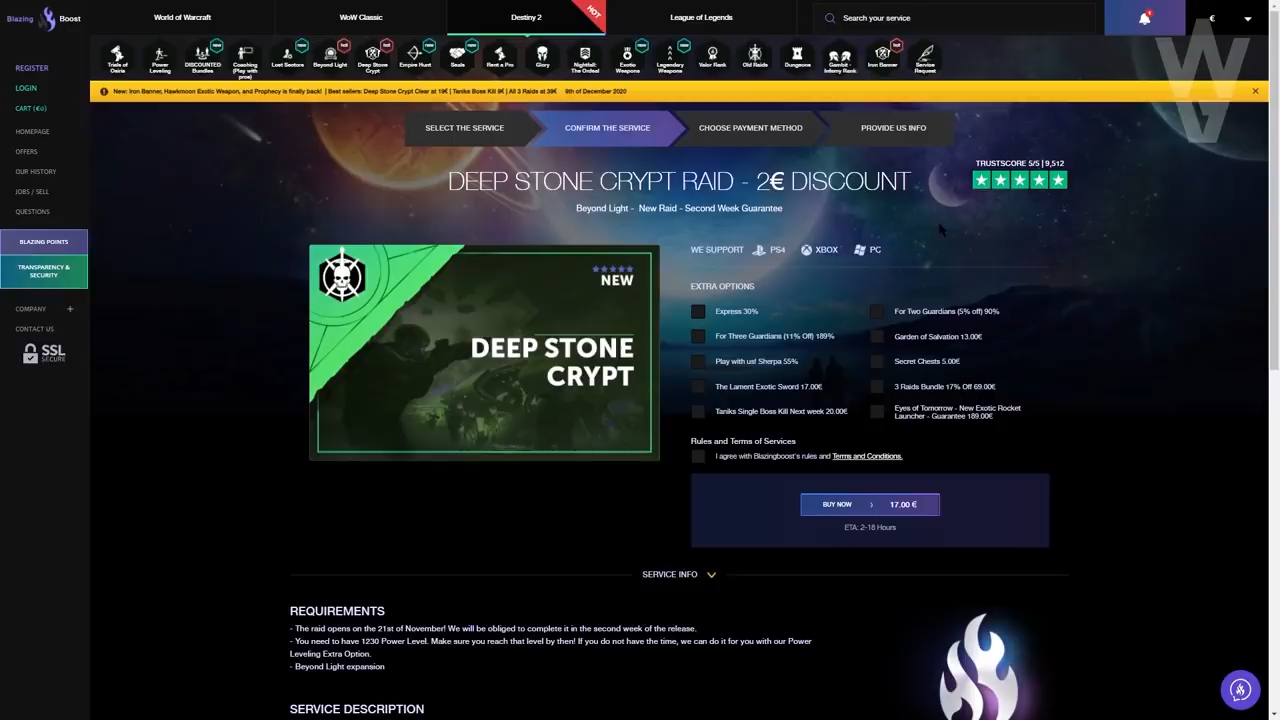 Blazing Boost
World of Warcraft
WoW Classic
Destiny 2
HOT
League of Legends
Search your service
€
Trials of Osiris
Power Leveling
DISCOUNTED Bundles
new
Coaching (Play with pros)
Lost Sectors
new
Beyond Light
hot
Deep Stone Crypt
hot
Empire Hunt
new
Seals
new
Rent a Pro
Glory
Nightfall: The Ordeal
Exotic Weapons
new
Legendary Weapons
new
Valor Rank
Old Raids
Dungeons
Gambit - Infamy Rank
Iron Banner
hot
Service Request
New: Iron Banner, Hawkmoon Exotic Weapon, and Prophecy is finally back! | Best sellers: Deep Stone Crypt Clear at 19€ | Taniks Boss Kill 9€ | All 3 Raids at 39€ 9th of December 2020
REGISTER
LOGIN
CART (€0)
HOMEPAGE
OFFERS
OUR HISTORY
JOBS / SELL
QUESTIONS
BLAZING POINTS
TRANSPARENCY &
SECURITY
COMPANY +
CONTACT US
SSL
SECURE
SELECT THE SERVICE
CONFIRM THE SERVICE
CHOOSE PAYMENT METHOD
PROVIDE US INFO
TRUSTSCORE 5/5 | 9,512
DEEP STONE CRYPT RAID - 2€ DISCOUNT
Beyond Light - New Raid - Second Week Guarantee
NEW
DEEP STONE
CRYPT
WE SUPPORT PS4 XBOX PC
EXTRA OPTIONS
Express 30%
For Two Guardians (5% off) 90%
For Three Guardians (11% Off) 189%
Garden of Salvation 13.00€
Play with us! Sherpa 55%
Secret Chests 5.00€
The Lament Exotic Sword 17.00€
3 Raids Bundle 17% Off 69.00€
Taniks Single Boss Kill Next week 20.00€
Eyes of Tomorrow - New Exotic Rocket
Launcher - Guarantee 189.00€
Rules and Terms of Services
I agree with Blazingboost's rules and Terms and Conditions.
BUY NOW 17.00 €
ETA: 2-18 Hours
SERVICE INFO
REQUIREMENTS
- The raid opens on the 21st of November! We will be obliged to complete it in the second week of the release.
- You need to have 1230 Power Level. Make sure you reach that level by then! If you do not have the time, we can do it for you with our Power
Leveling Extra Option.
- Beyond Light expansion
SERVICE DESCRIPTION